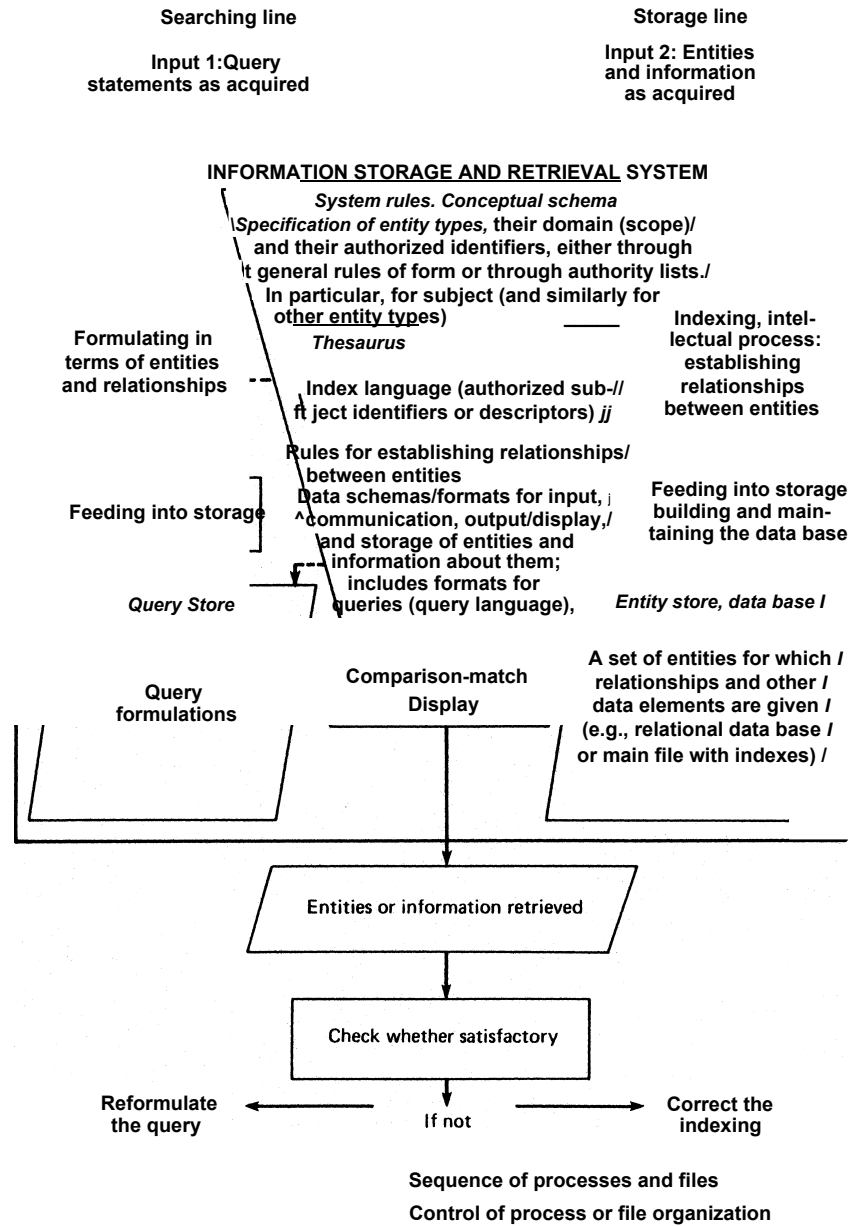 Searching line
Storage line
Input 1:Query
statements as acquired
Input 2: Entities
and information
as acquired
INFORMATION STORAGE AND RETRIEVAL SYSTEM
System rules. Conceptual schema
\Specification of entity types, their domain (scope)/
and their authorized identifiers, either through
t general rules of form or through authority lists./
In particular, for subject (and similarly for
other entity types)
Thesaurus
Formulating in
terms of entities
and relationships
Indexing, intel-
lectual process:
establishing
relationships
between entities
Index language (authorized sub-//
ft ject identifiers or descriptors) jj
Rules for establishing relationships/
between entities
Data schemas/formats for input, j
^communication, output/display,/
and storage of entities and
information about them;
includes formats for
queries (query language),
Feeding into storage
Feeding into storage
building and main-
taining the data base
Query Store
Entity store, data base I
Query
formulations
Comparison-match
Display
A set of entities for which I
relationships and other I
data elements are given I
(e.g., relational data base I
or main file with indexes) /
Entities or information retrieved
Check whether satisfactory
Reformulate
the query
If not
Correct the
indexing
Sequence of processes and files
Control of process or file organization